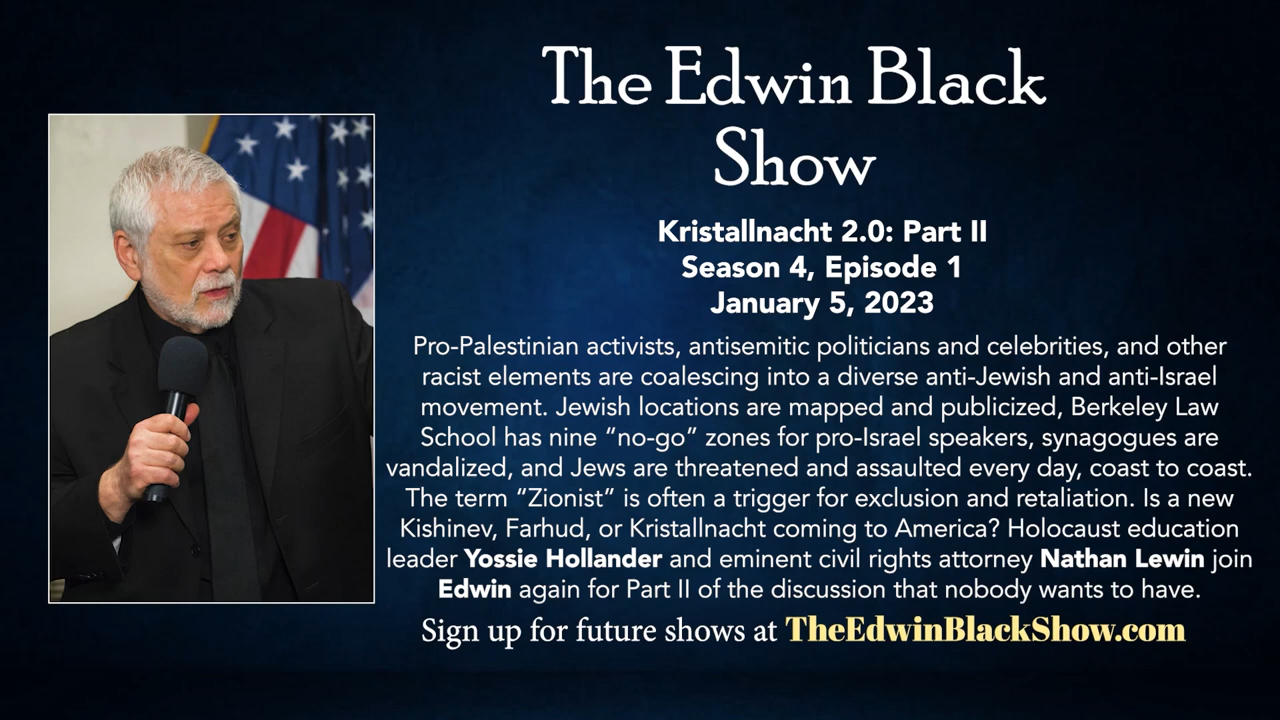 The Edwin Black
Show
Kristallnacht 2.0: Part II
Season 4, Episode 1
January 5, 2023
Pro-Palestinian activists, antisemitic politicians and celebrities, and other
racist elements are coalescing into a diverse anti-Jewish and anti-Israel
movement. Jewish locations are mapped and publicized, Berkeley Law
School has nine “no-go” zones for pro-Israel speakers, synagogues are
vandalized, and Jews are threatened and assaulted every day, coast to coast.
The term “Zionist” is often a trigger for exclusion and retaliation. Is a new
Kishinev, Farhud, or Kristallnacht coming to America? Holocaust education
leader Yossie Hollander and eminent civil rights attorney Nathan Lewin join
Edwin again for Part II of the discussion that nobody wants to have.
Sign up for future shows at TheEdwinBlackShow.com